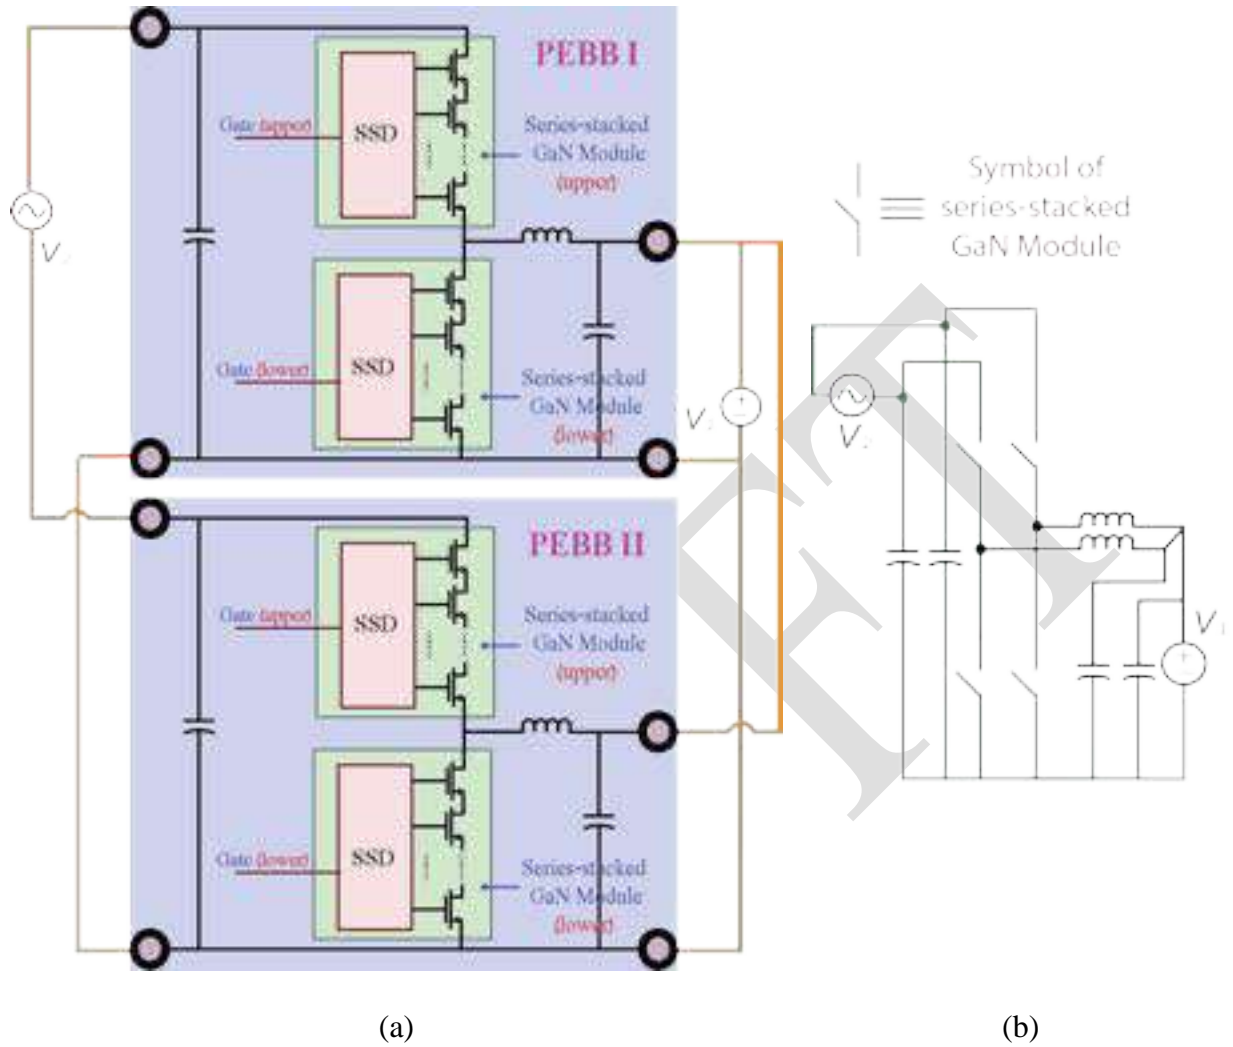 PEBB I
Gate (upper)
SSD
Series-stacked
GaN Module
(upper)
Gate (lower)
SSD
Series-stacked
GaN Module
(lower)
V
V
PEBB II
Gate (upper)
SSD
Series-stacked
GaN Module
(upper)
Gate (lower)
SSD
Series-stacked
GaN Module
(lower)
Symbol of
series-stacked
GaN Module
V
V1
FT
(a)
(b)